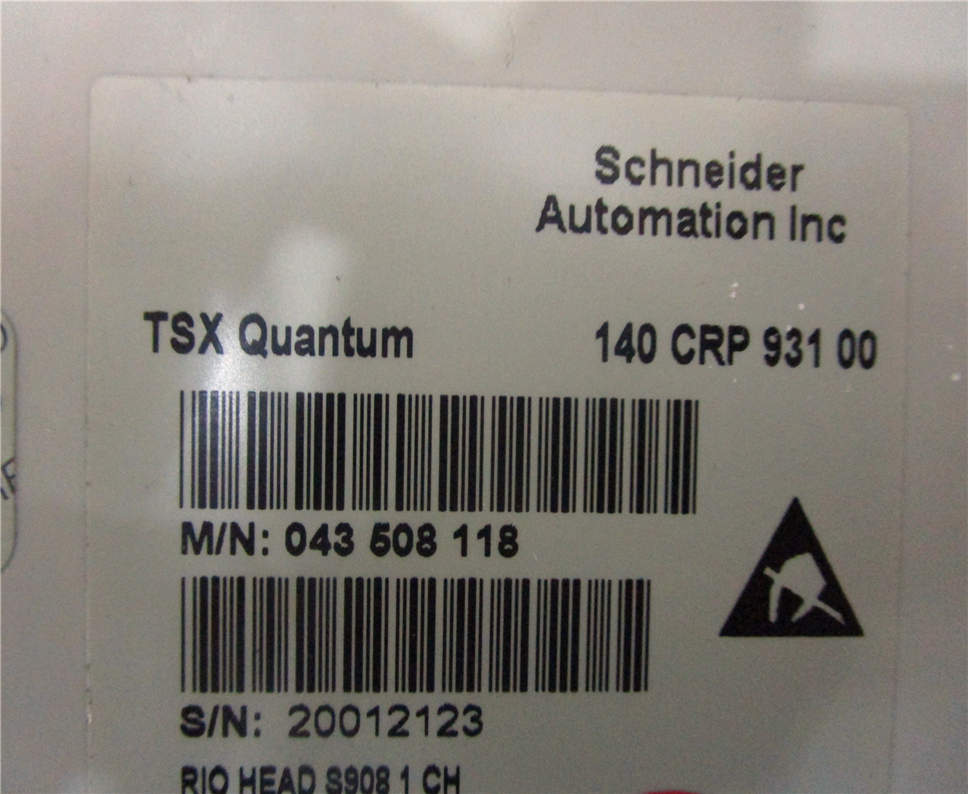 Schneider
Automation Inc
TSX Quantum 140 CRP 931 00
M/N: 043 508 118
S/N: 20012123
RIO HEAD S908 1 CH